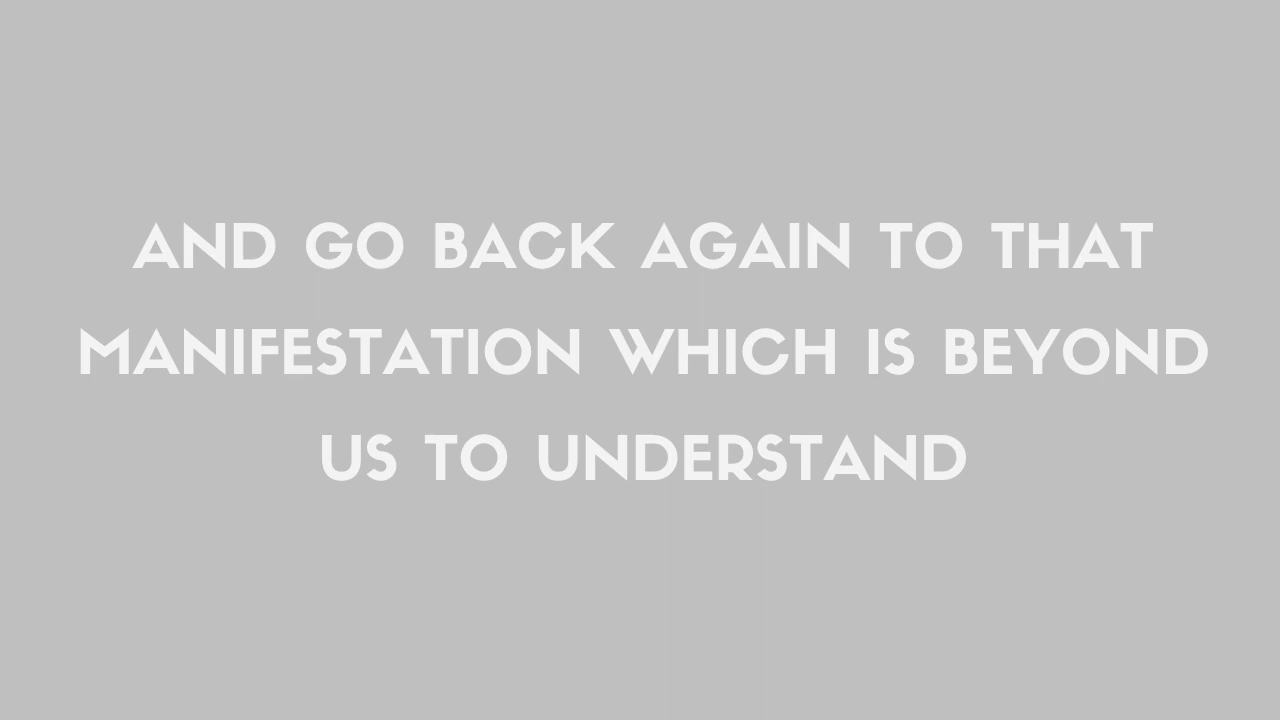 AND GO BACK AGAIN TO THAT
MANIFESTATION WHICH IS BEYOND
US TO UNDERSTAND